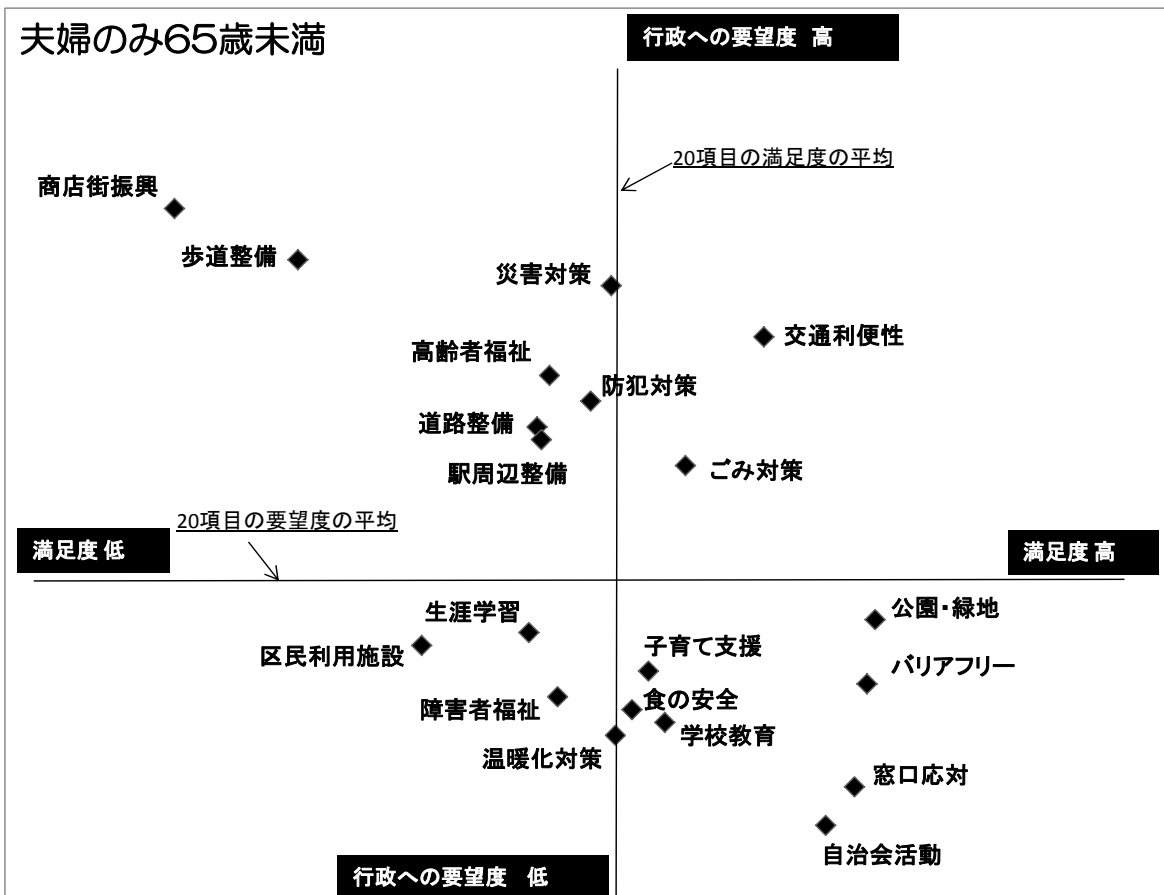 夫婦のみ65歳未満
行政への要望度 高
20項目の満足度の平均
商店街振興
歩道整備
災害対策
交通利便性
高齢者福祉
防犯対策
道路整備
駅周辺整備
ごみ対策
20項目の要望度の平均
満足度 低
満足度 高
生涯学習
公園・緑地
区民利用施設
子育て支援
バリアフリー
障害者福祉
食の安全
学校教育
温暖化対策
窓口応対
自治会活動
行政への要望度 低